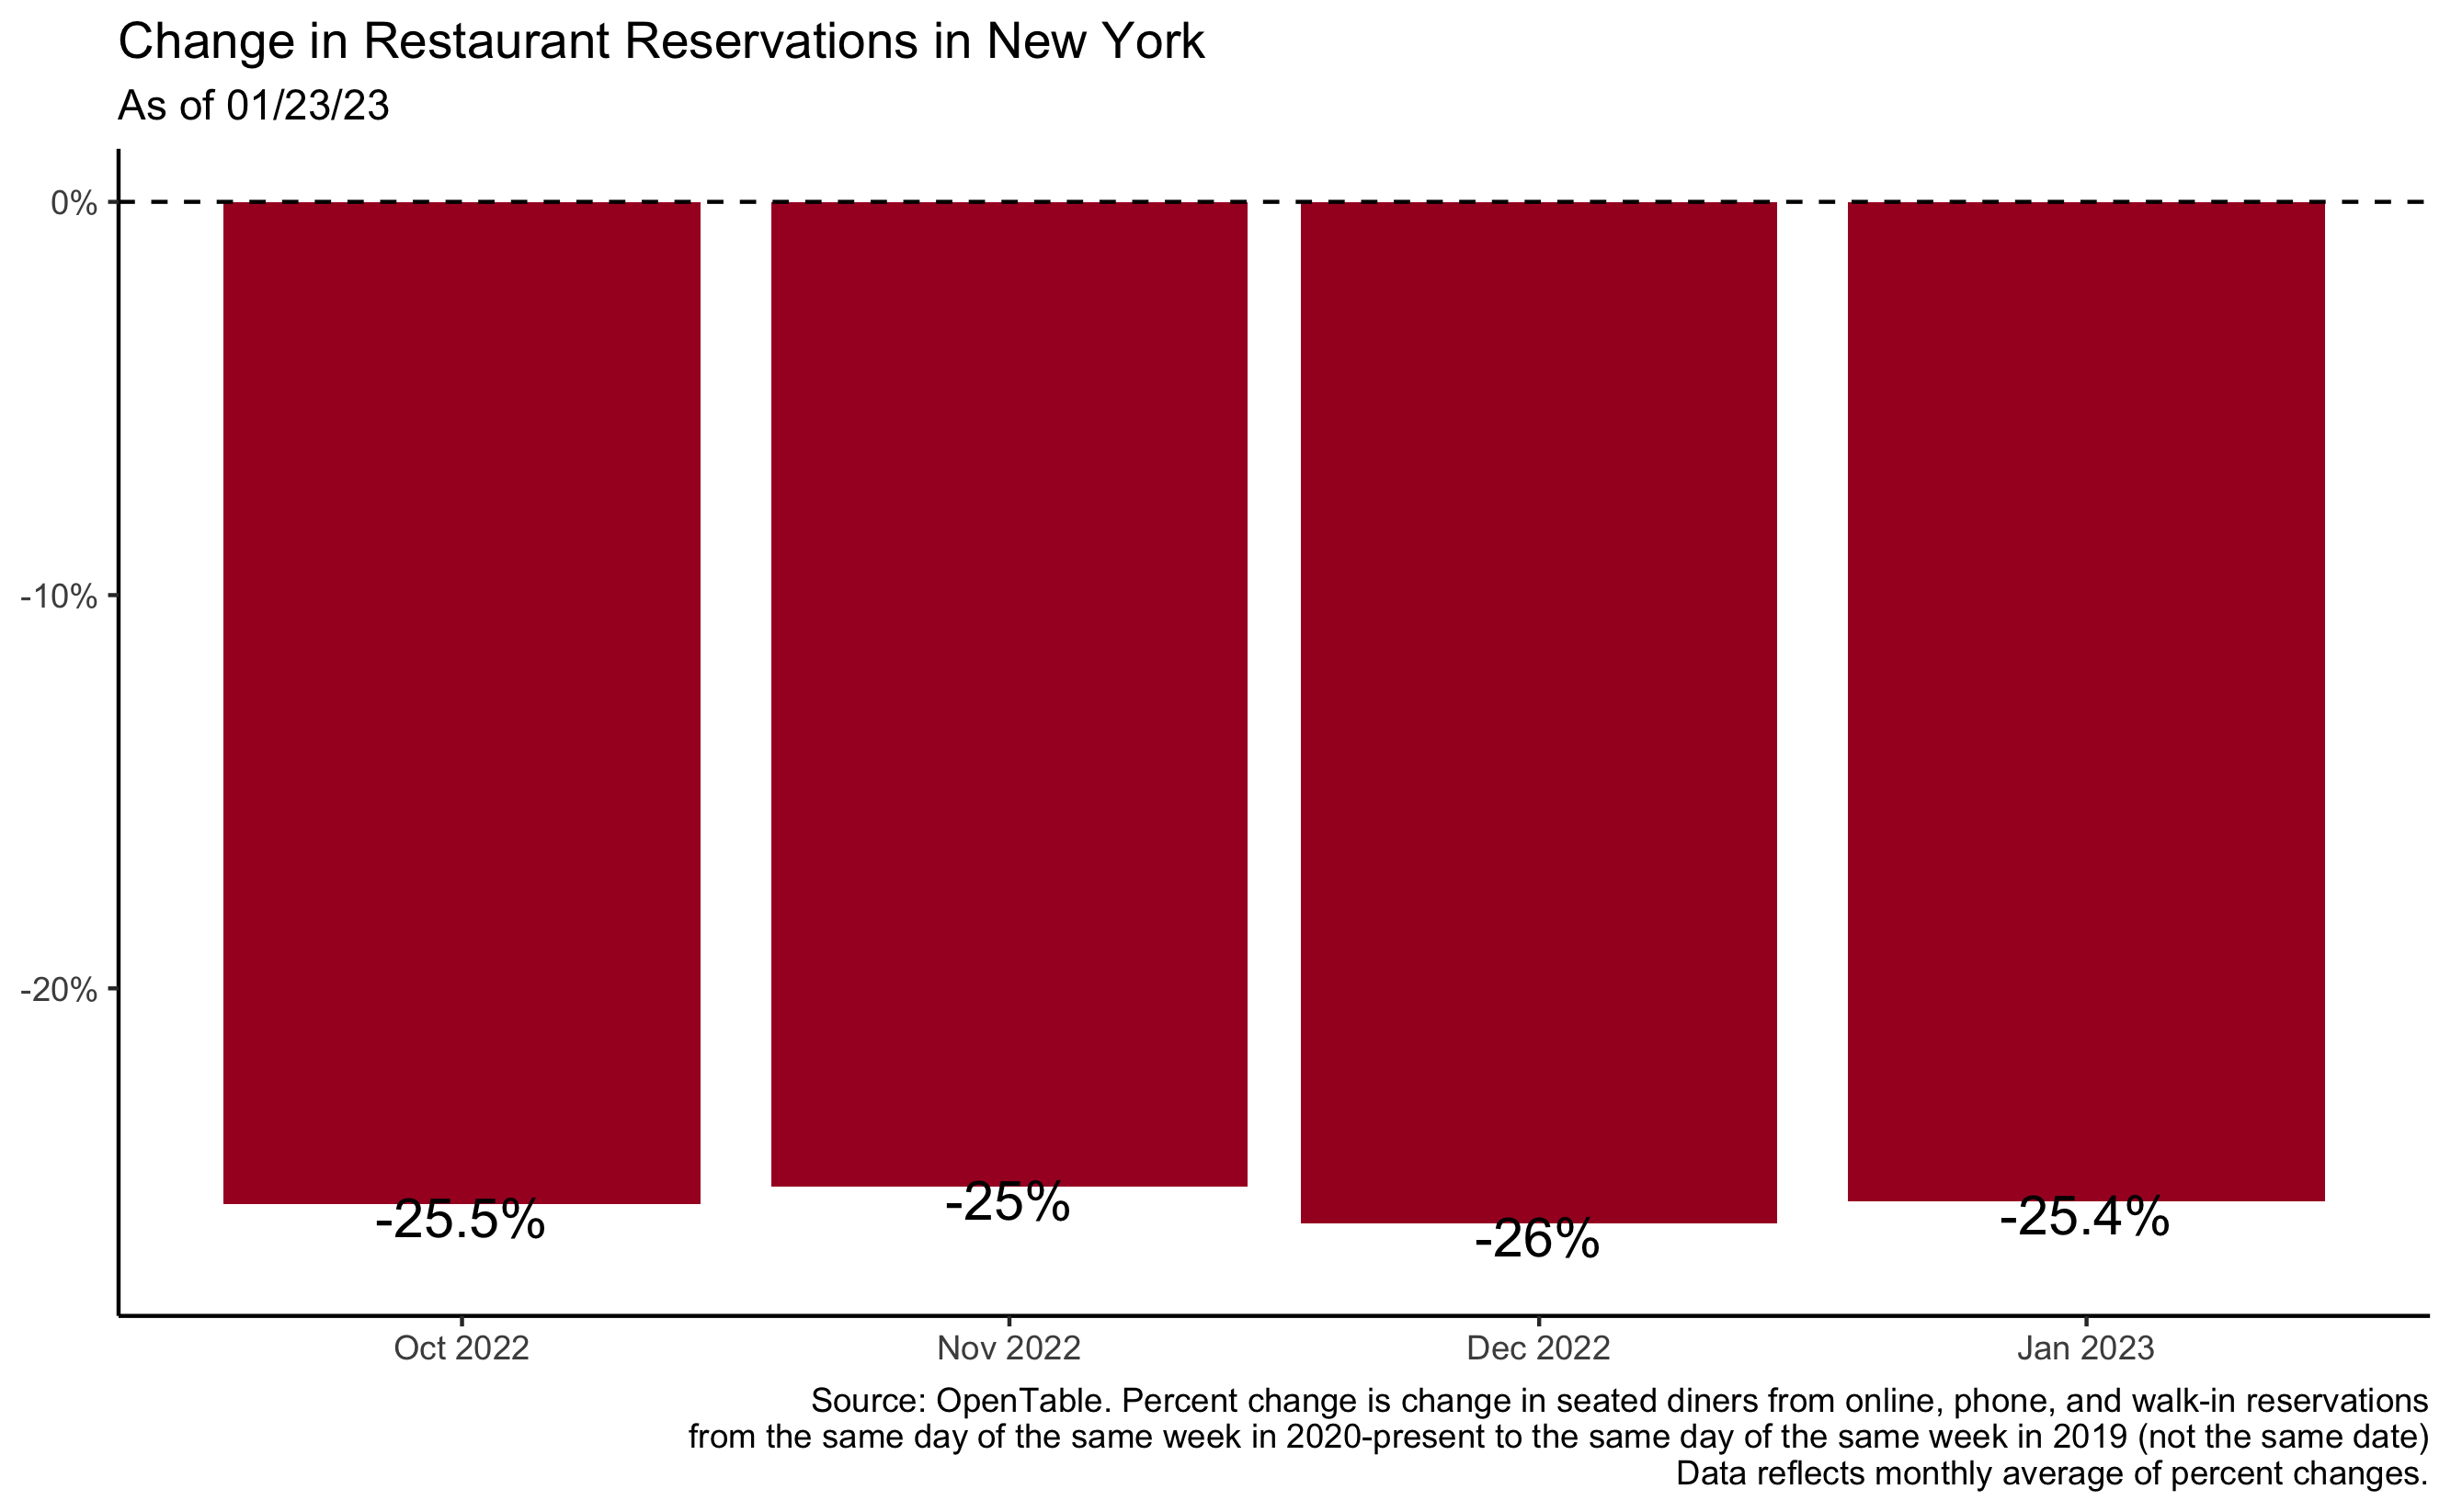 Change in Restaurant Reservations in New York
As of 01/23/23
0%
-10%
-20%
-25.5%
-25%
-26%
-25.4%
Oct 2022
Nov 2022
Dec 2022
Jan 2023
Source: OpenTable. Percent change is change in seated diners from online, phone, and walk-in reservations
from the same day of the same week in 2020-present to the same day of the same week in 2019 (not the same date)
Data reflects monthly average of percent changes.